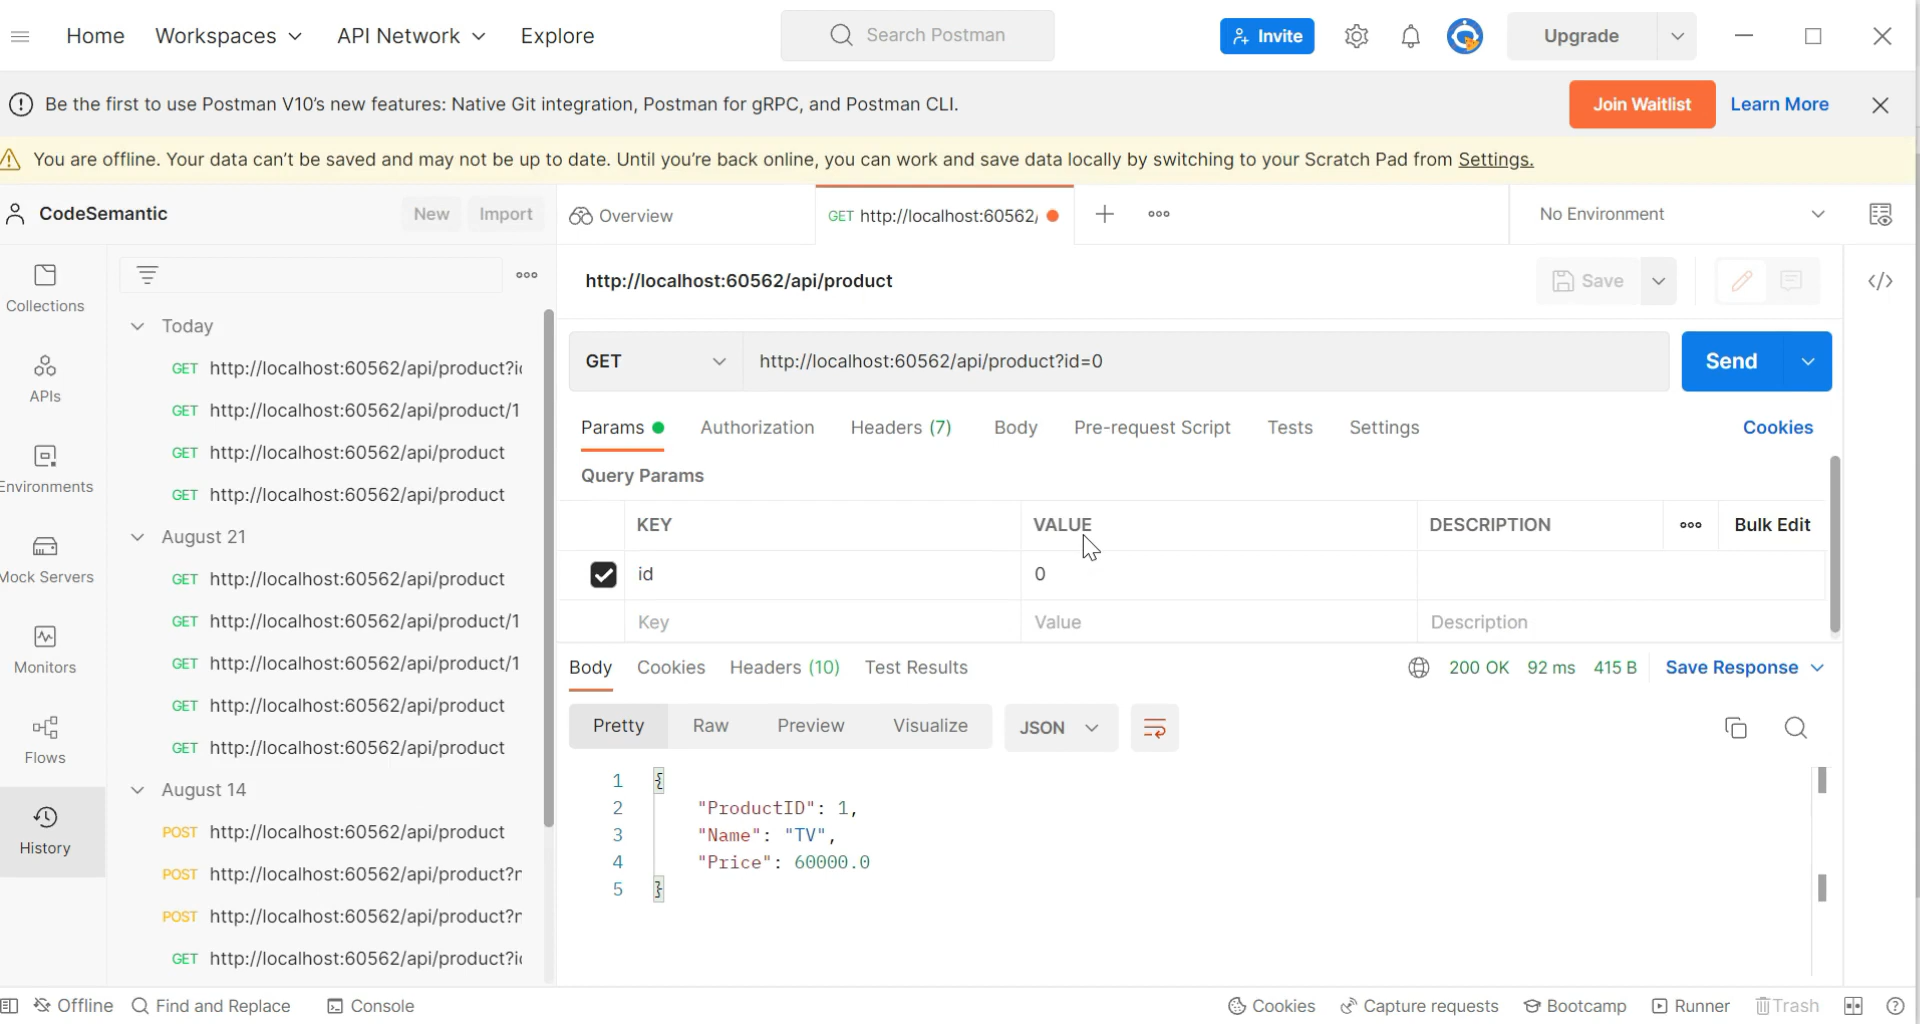 Home Workspaces API Network Explore Search Postman Invite Upgrade
Be the first to use Postman V10's new features: Native Git integration, Postman for gRPC, and Postman CLI. Join Waitlist Learn More
You are offline. Your data can't be saved and may not be up to date. Until you're back online, you can work and save data locally by switching to your Scratch Pad from Settings.
CodeSemantic New Import
Overview GET http://localhost:60562/ No Environment
Collections
APIs
Environments
Mock Servers
Monitors
Flows
History
Today
GET http://localhost:60562/api/product?i
GET http://localhost:60562/api/product/1
GET http://localhost:60562/api/product
GET http://localhost:60562/api/product
August 21
GET http://localhost:60562/api/product
GET http://localhost:60562/api/product/1
GET http://localhost:60562/api/product/1
GET http://localhost:60562/api/product
GET http://localhost:60562/api/product
August 14
POST http://localhost:60562/api/product
POST http://localhost:60562/api/product?r
POST http://localhost:60562/api/product?r
GET http://localhost:60562/api/product?i
http://localhost:60562/api/product Save </>
GET http://localhost:60562/api/product?id=0 Send
Params Authorization Headers (7) Body Pre-request Script Tests Settings Cookies
Query Params
KEY VALUE DESCRIPTION Bulk Edit
id 0
Key Value Description
Body Cookies Headers (10) Test Results 200 OK 92 ms 415 B Save Response
Pretty Raw Preview Visualize JSON
1 {
2 "ProductID": 1,
3 "Name": "TV",
4 "Price": 60000.0
5 }
Offline Find and Replace Console Cookies Capture requests Bootcamp Runner Trash